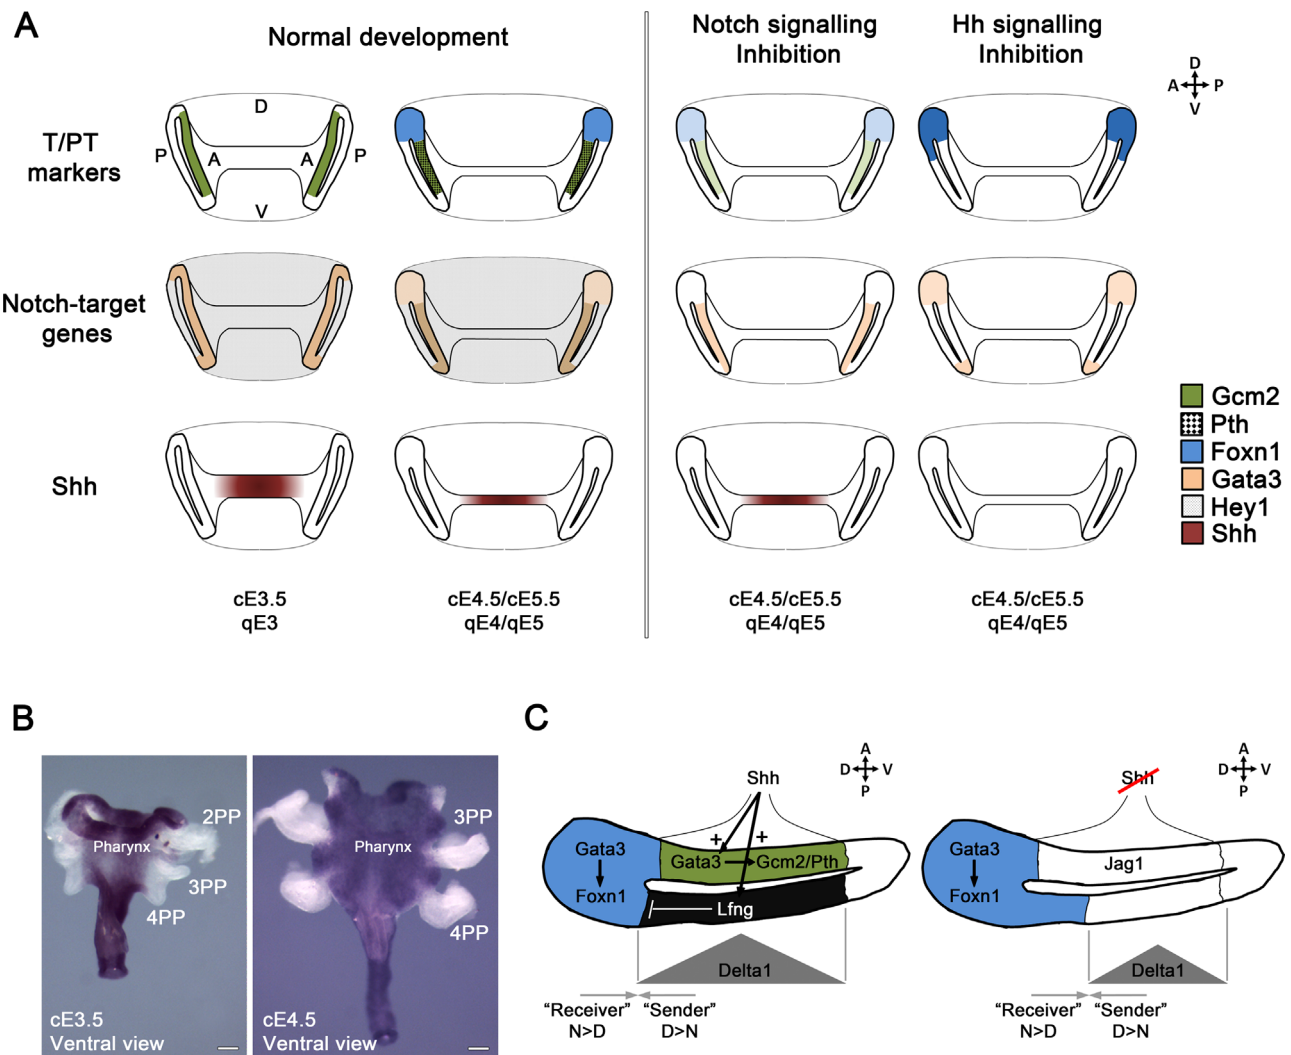 A
Normal development
Notch signalling
Inhibition
Hh signalling
Inhibition
D
A P
V
T/PT
markers
D
P A A P
V
Notch-target
genes
Shh
Gcm2
Pth
Foxn1
Gata3
Hey1
Shh
cE3.5
qE3
cE4.5/cE5.5
qE4/qE5
cE4.5/cE5.5
qE4/qE5
cE4.5/cE5.5
qE4/qE5
B
2PP
Pharynx
3PP
4PP
cE3.5
Ventral view
3PP
Pharynx
4PP
cE4.5
Ventral view
C
A
D V
P
Shh
+ +
Gata3
Foxn1
Gata3 Gcm2/Pth
Lfng
Delta1
“Receiver” “Sender”
N>D D>N
A
D V
P
Shh
Gata3
Foxn1
Jag1
Delta1
“Receiver” “Sender”
N>D D>N